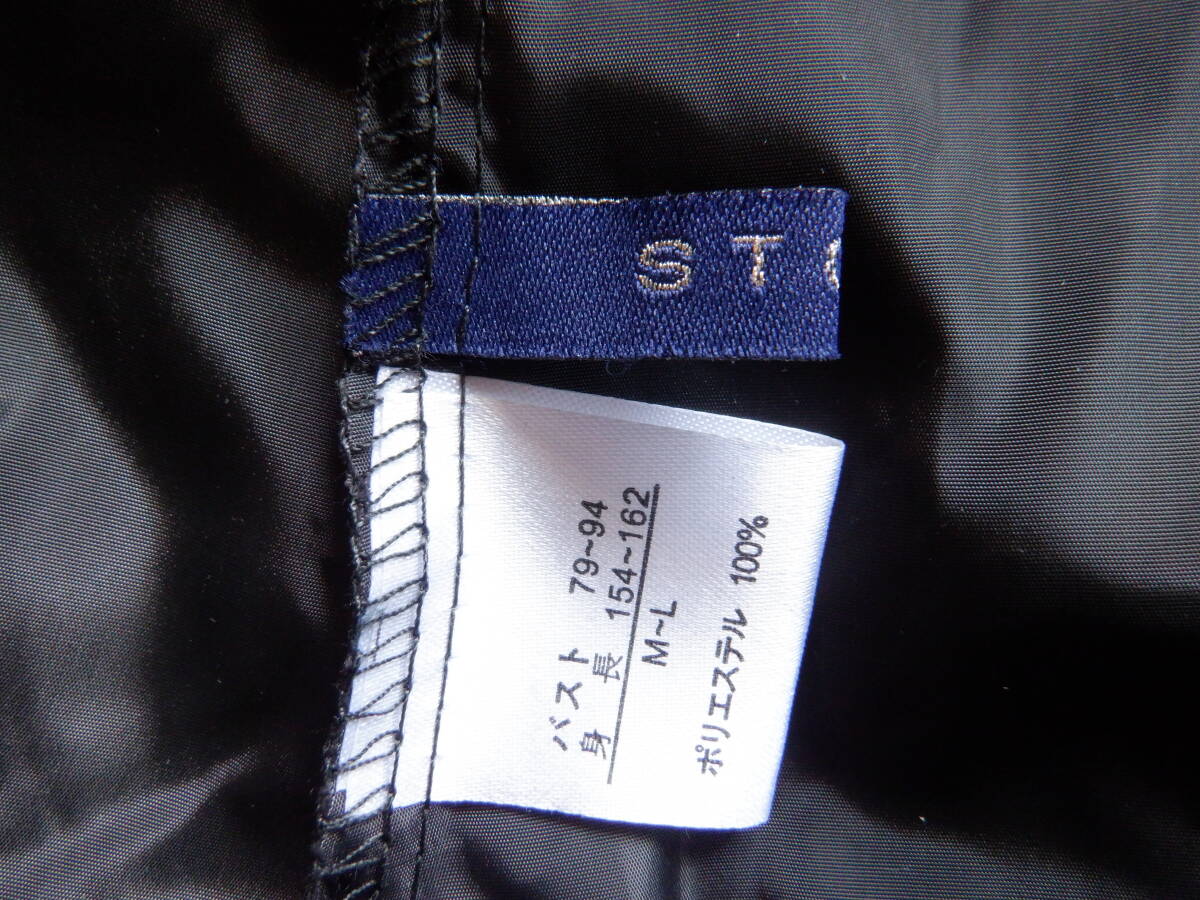 ST
バスト 79~94
身 長 154~162
M~L
ポリエステル 100%